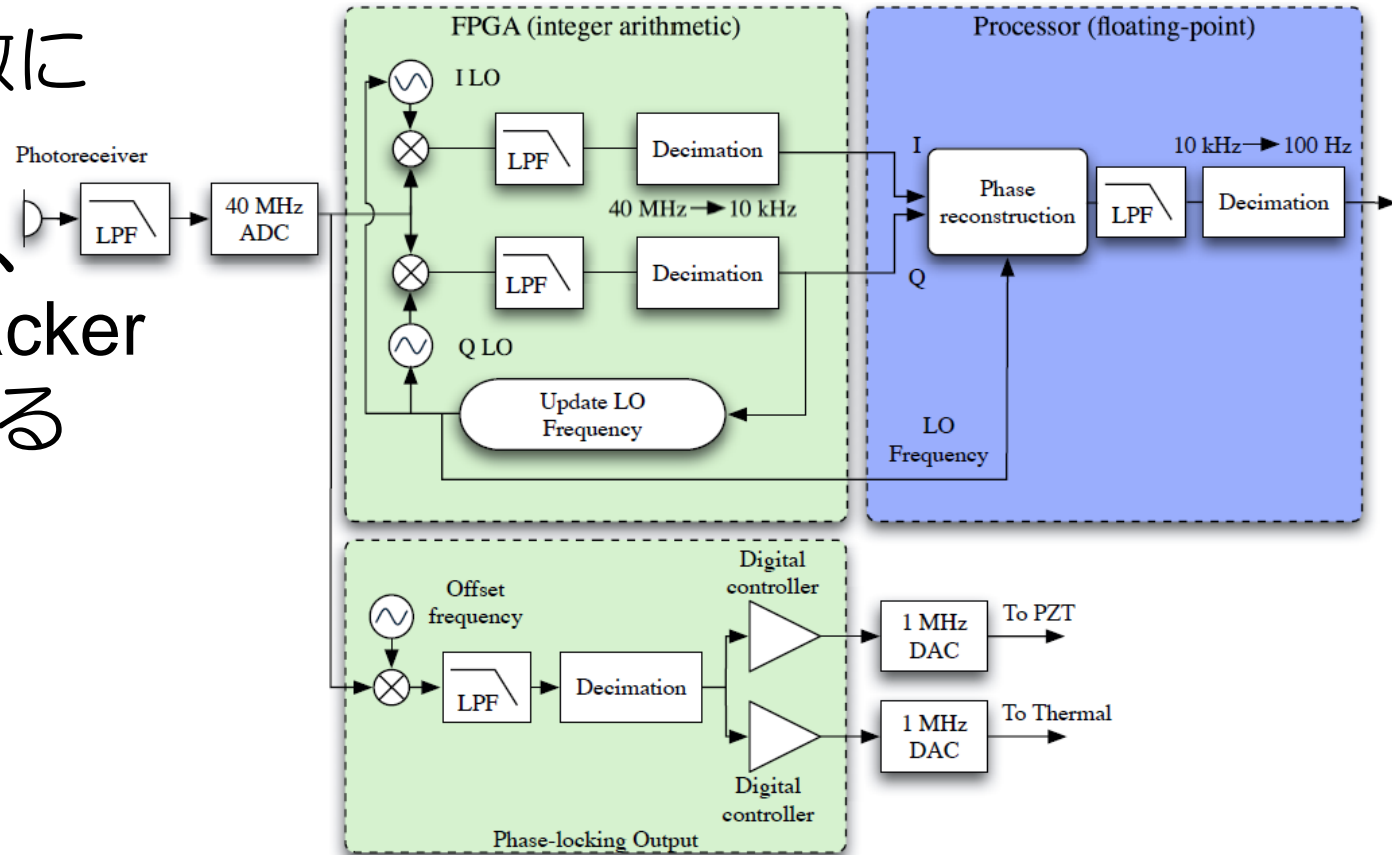 数に
acker
る
FPGA (integer arithmetic)
Processor (floating-point)
I LO
Photoreceiver
LPF
40 MHz
ADC
LPF
Decimation
40 MHz → 10 kHz
LPF
Decimation
Q LO
Update LO
Frequency
I
Q
Phase
reconstruction
10 kHz → 100 Hz
LPF
Decimation
LO
Frequency
Offset
frequency
LPF
Decimation
Digital
controller
Digital
controller
1 MHz
DAC
To PZT
1 MHz
DAC
To Thermal
Phase-locking Output